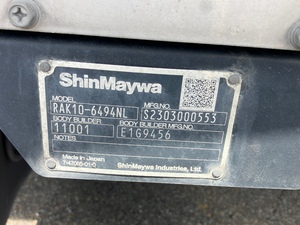 ShinMaywa
MODEL MFG.NO.
RAK10-6494NL S2303000553
BODY BUILDER BODY BUILDER MFG.NO.
11001 E1G9456
NOTES
Made in Japan
ShinMaywa Industries, Ltd.